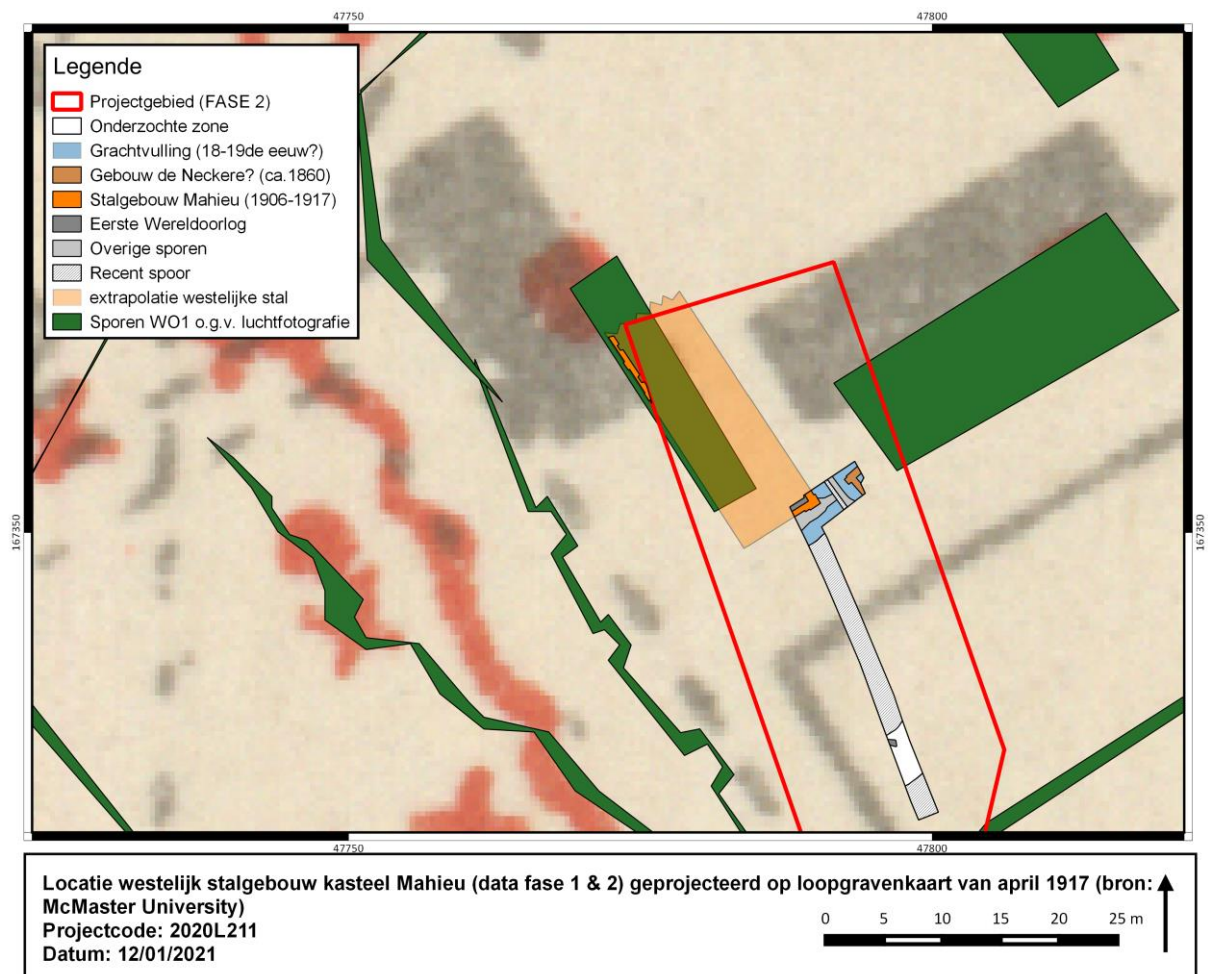 47750
47800
Legende
Projectgebied (FASE 2)
Onderzochte zone
Grachtvulling (18-19de eeuw?)
Gebouw de Neckere? (ca.1860)
Stalgebouw Mahieu (1906-1917)
Eerste Wereldoorlog
Overige sporen
Recent spoor
extrapolatie westelijke stal
Sporen WO1 o.g.v. luchtfotografie
167350
167350
47750
47800
Locatie westelijk stalgebouw kasteel Mahieu (data fase 1 & 2) geprojecteerd op loopgravenkaart van april 1917 (bron:
McMaster University)
Projectcode: 2020L211
Datum: 12/01/2021
0 5 10 15 20 25 m